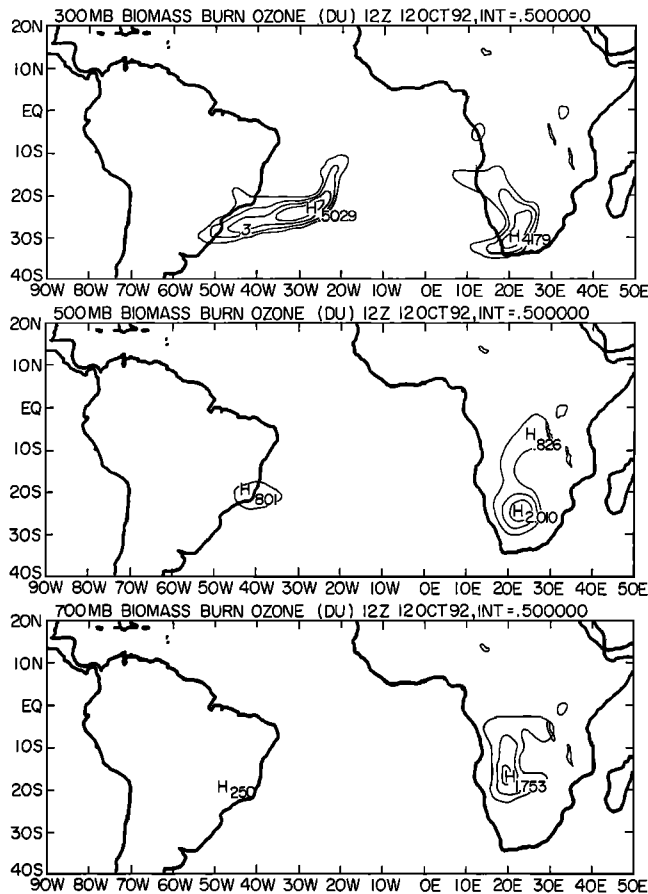 300MB BIOMASS BURN OZONE (DU) 12Z 12OCT92,INT=.500000
20N
10N
EQ
10S
20S
30S
40S
H 7.5029
3
H 4.179
90W 80W 70W 60W 50W 40W 30W 20W 10W 0E 10E 20E 30E 40E 50E
500MB BIOMASS BURN OZONE (DU) 12Z 12OCT92,INT=.500000
20N
10N
EQ
10S
20S
30S
40S
H .826
H .801
H 2.010
90W 80W 70W 60W 50W 40W 30W 20W 10W 0E 10E 20E 30E 40E 50E
700MB BIOMASS BURN OZONE (DU) 12Z 12OCT92,INT=.500000
20N
10N
EQ
10S
20S
30S
40S
H .250
H 1.753
90W 80W 70W 60W 50W 40W 30W 20W 10W 0E 10E 20E 30E 40E 50E